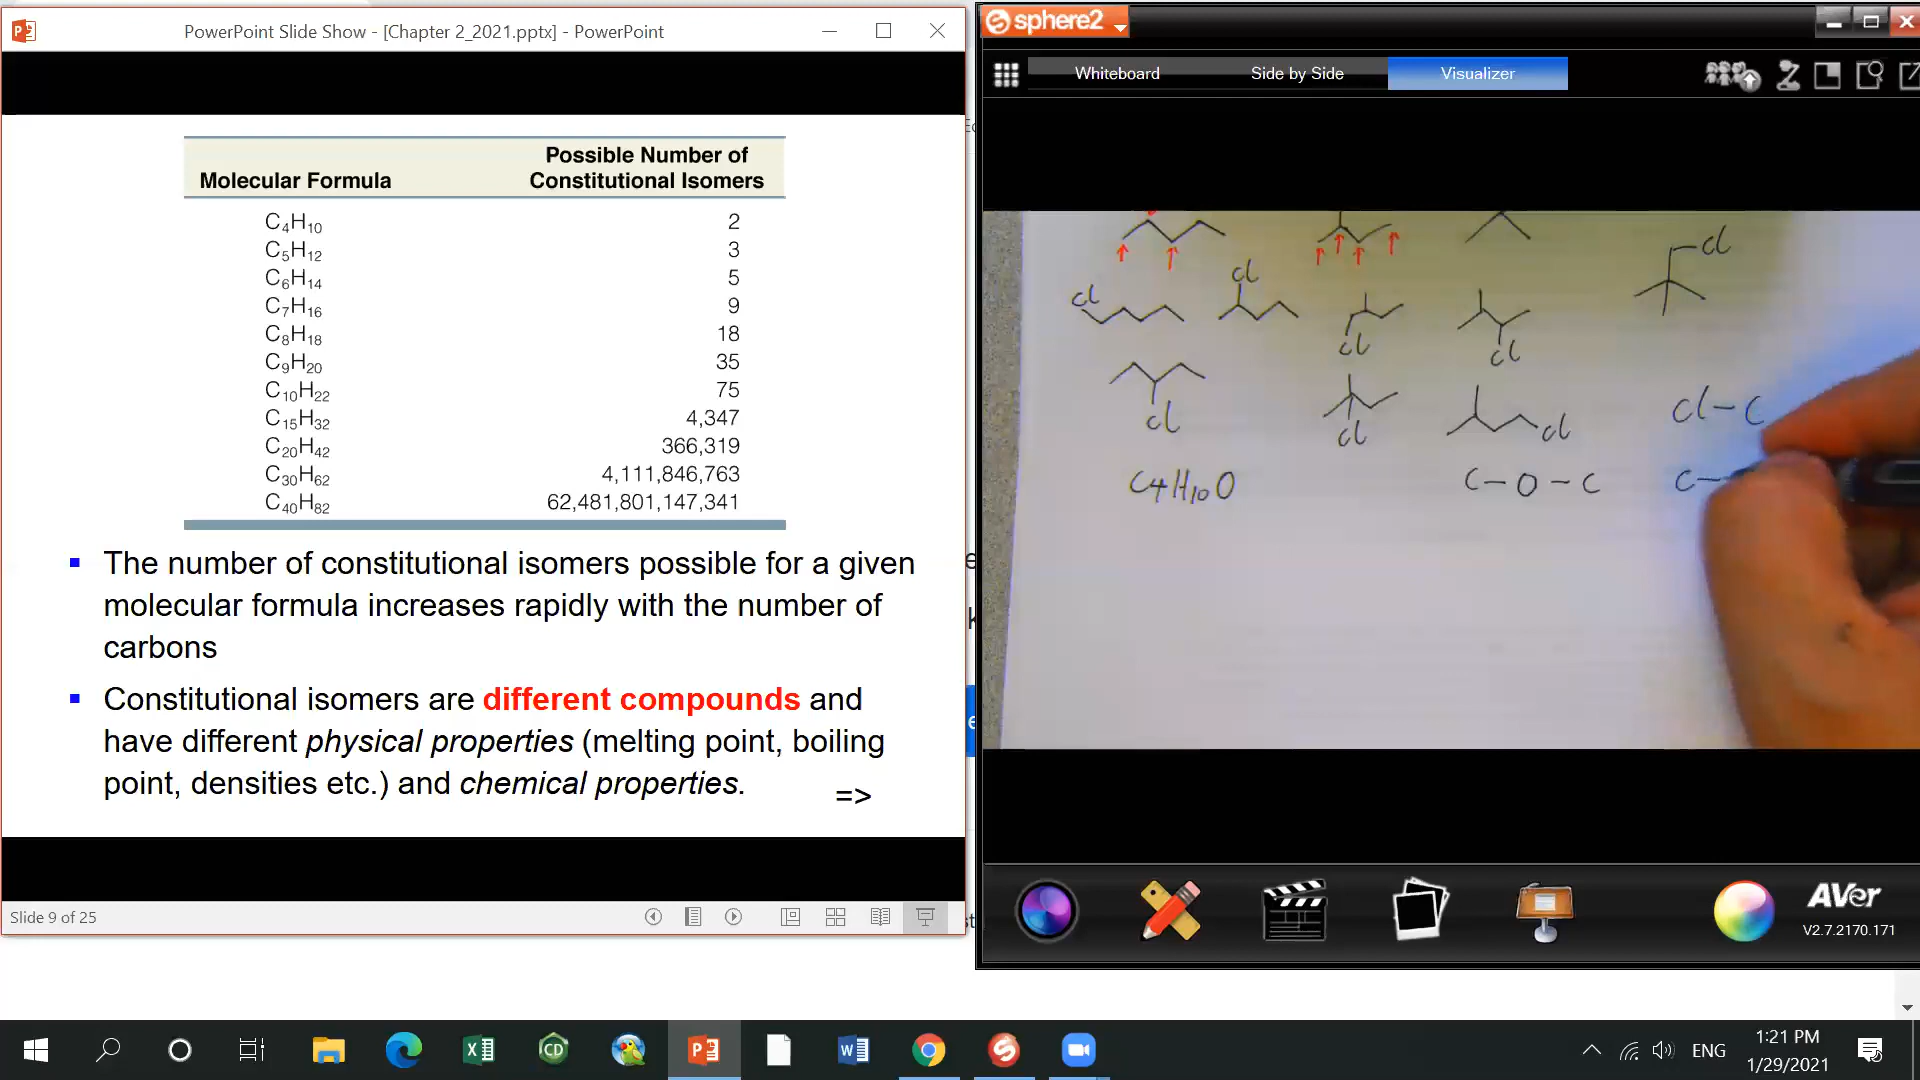 PowerPoint Slide Show - [Chapter 2_2021.pptx] - PowerPoint
Molecular Formula
Possible Number of
Constitutional Isomers
C4H10 2
C5H12 3
C6H14 5
C7H16 9
C8H18 18
C9H20 35
C10H22 75
C15H32 4,347
C20H42 366,319
C30H62 4,111,846,763
C40H82 62,481,801,147,341
The number of constitutional isomers possible for a given
molecular formula increases rapidly with the number of
carbons
Constitutional isomers are different compounds and
have different physical properties (melting point, boiling
point, densities etc.) and chemical properties.
=>
Slide 9 of 25
sphere2
Whiteboard
Side by Side
Visualizer
Cl
Cl
Cl
Cl
Cl
Cl
Cl
Cl
Cl-C
C4H10O
C-O-C
C-
AVer
V2.7.2170.171
CD
ENG
1:21 PM
1/29/2021